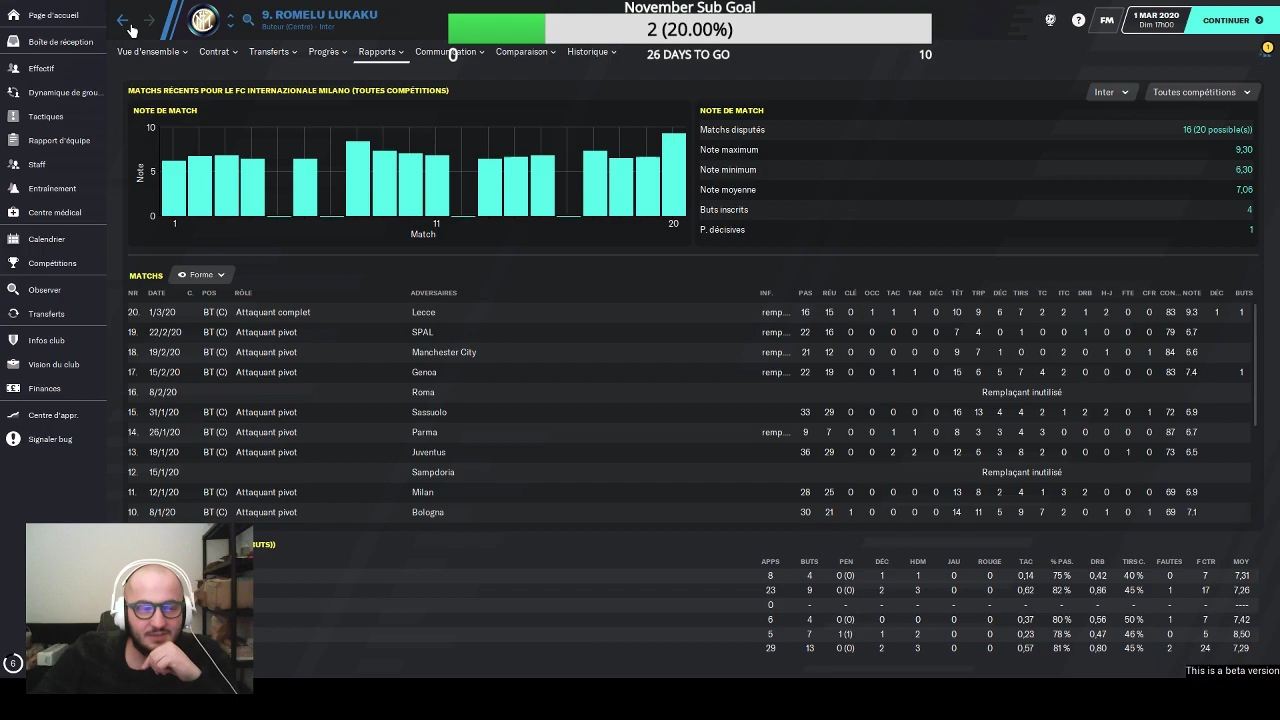 Page d'accueil
Boîte de réception
Effectif
Dynamique de grou...
Tactiques
Rapport d'équipe
Staff
Entraînement
Centre médical
Calendrier
Compétitions
Observer
Transferts
Infos club
Vision du club
Finances
Centre d'appr.
Signaler bug
6
9. ROMELU LUKAKU
Buteur (Centre) - Inter
November Sub Goal
2 (20.00%)
0 26 DAYS TO GO 10
FM
1 MAR 2020
Dim 17h00
CONTINUER
1
Vue d'ensemble Contrat Transferts Progrès Rapports Communication Comparaison Historique
MATCHS RÉCENTS POUR LE FC INTERNAZIONALE MILANO (TOUTES COMPÉTITIONS)
Inter Toutes compétitions
NOTE DE MATCH
10
5
0
Note
1 11 20
Match
NOTE DE MATCH
Matchs disputés 16 (20 possible(s))
Note maximum 9,30
Note minimum 6,30
Note moyenne 7,06
Buts inscrits 4
P. décisives 1
MATCHS Forme
NR DATE C. POS RÔLE ADVERSAIRES INF. PAS RÉU CLÉ OCC TAC TAR DÉC TÊT TRP DÉC TIRS TC ITC DRB H-J FTE CFR CON... NOTE DÉC BUTS
20. 1/3/20 BT (C) Attaquant complet Lecce remp.... 16 15 0 1 1 1 0 10 9 6 7 2 2 1 2 0 0 83 9.3 1 1
19. 22/2/20 BT (C) Attaquant pivot SPAL remp.... 22 16 0 0 0 0 0 7 4 0 1 0 0 1 0 0 0 79 6.7
18. 19/2/20 BT (C) Attaquant pivot Manchester City remp.... 21 12 0 0 0 0 0 9 7 1 0 0 2 0 1 0 1 84 6.6
17. 15/2/20 BT (C) Attaquant pivot Genoa remp.... 22 19 0 0 1 1 0 15 6 5 7 4 2 0 0 0 0 83 7.4 1
16. 8/2/20 Roma Remplaçant inutilisé
15. 31/1/20 BT (C) Attaquant pivot Sassuolo 33 29 0 0 0 0 0 16 13 4 4 2 1 2 2 0 1 72 6.9
14. 26/1/20 BT (C) Attaquant pivot Parma remp.... 9 7 0 0 1 1 0 8 3 3 4 3 0 0 0 0 0 87 6.7
13. 19/1/20 BT (C) Attaquant pivot Juventus 36 29 0 0 2 2 0 12 6 3 8 2 0 0 0 1 0 73 6.5
12. 15/1/20 Sampdoria Remplaçant inutilisé
11. 12/1/20 BT (C) Attaquant pivot Milan 28 25 0 0 0 0 0 13 8 2 4 1 3 2 0 0 0 69 6.9
10. 8/1/20 BT (C) Attaquant pivot Bologna 30 21 1 0 0 0 0 14 11 5 9 7 2 0 1 0 1 69 7.1
BUTS))
APPS BUTS PEN DÉC HDM JAU ROUGE TAC % PAS. DRB TIRS C. FAUTES F CTR MOY
8 4 0 (0) 1 1 0 0 0,14 75 % 0,42 40 % 0 7 7,31
23 9 0 (0) 2 3 0 0 0,62 82 % 0,86 45 % 1 17 7,26
0 - - - - - - - - - - - - ----
6 4 0 (0) 0 0 0 0 0,37 80 % 0,56 50 % 1 7 7,42
5 7 1 (1) 1 2 0 0 0,23 78 % 0,47 46 % 0 5 8,50
29 13 0 (0) 2 3 0 0 0,57 81 % 0,80 45 % 2 24 7,29
This is a beta version